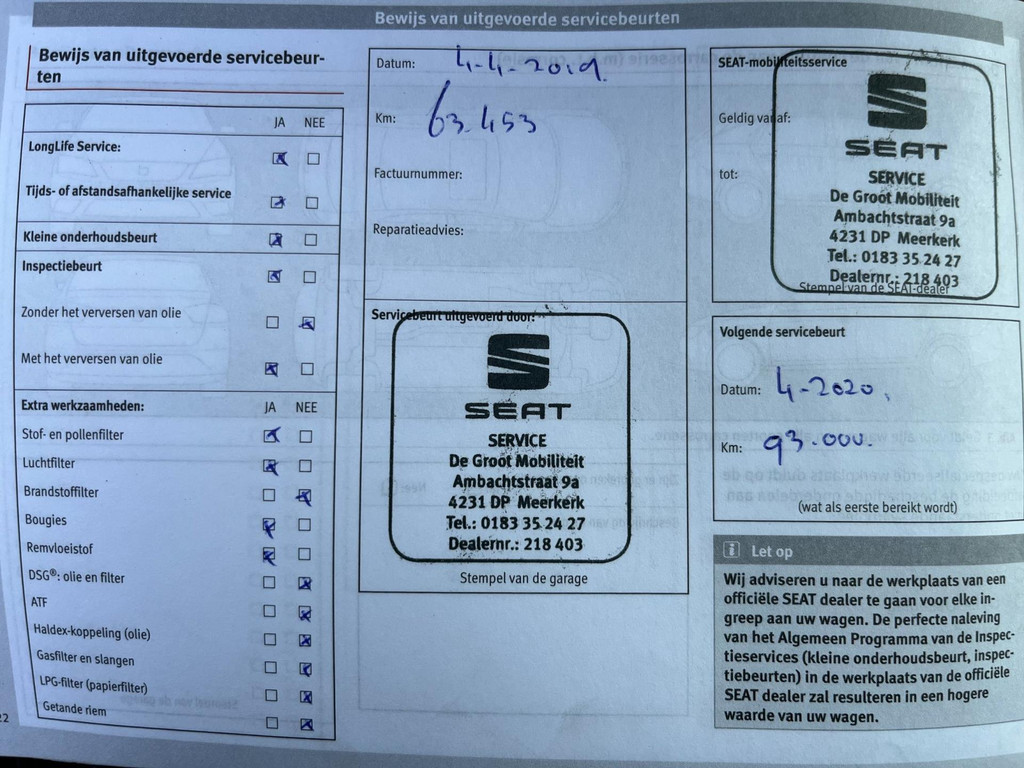 Bewijs van uitgevoerde servicebeurten
Bewijs van uitgevoerde servicebeur-
ten
JA NEE
LongLife Service:
Tijds- of afstandsafhankelijke service
Kleine onderhoudsbeurt
Inspectiebeurt
Zonder het verversen van olie
Met het verversen van olie
Extra werkzaamheden: JA NEE
Stof- en pollenfilter
Luchtfilter
Brandstoffilter
Bougies
Remvloeistof
DSG®: olie en filter
ATF
Haldex-koppeling (olie)
Gasfilter en slangen
LPG-filter (papierfilter)
Getande riem
22
Datum: 4-4-2019.
Km: 63.453
Factuurnummer:
Reparatieadvies:
Servicebeurt uitgevoerd door:
SEAT
SERVICE
De Groot Mobiliteit
Ambachtstraat 9a
4231 DP Meerkerk
Tel.: 0183 35 24 27
Dealernr.: 218 403
Stempel van de garage
SEAT-mobiliteitsservice
Geldig vanaf:
tot:
SEAT
SERVICE
De Groot Mobiliteit
Ambachtstraat 9a
4231 DP Meerkerk
Tel.: 0183 35 24 27
Dealernr.: 218 403
Stempel van de SEAT-dealer
Volgende servicebeurt
Datum: 4-2020.
Km: 93.000.
(wat als eerste bereikt wordt)
i Let op
Wij adviseren u naar de werkplaats van een
officiële SEAT dealer te gaan voor elke in-
greep aan uw wagen. De perfecte naleving
van het Algemeen Programma van de Inspec-
tieservices (kleine onderhoudsbeurt, inspec-
tiebeurten) in de werkplaats van de officiële
SEAT dealer zal resulteren in een hogere
waarde van uw wagen.